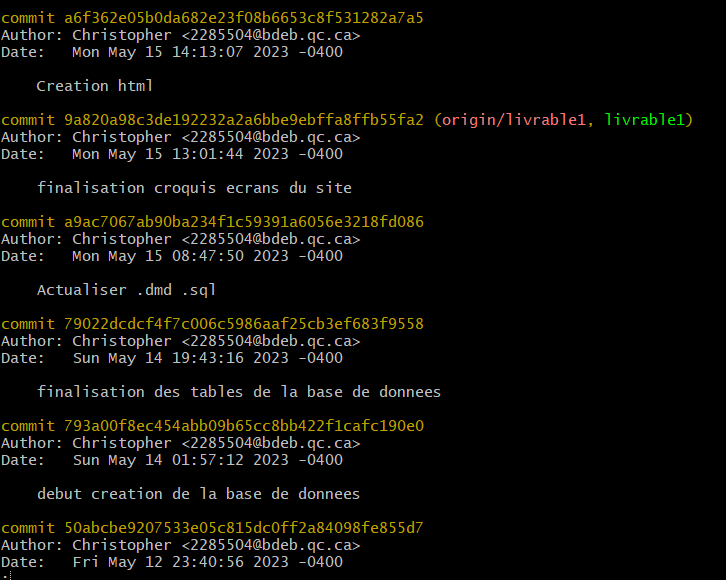 commit a6f362e05b0da682e23f08b6653c8f531282a7a5
Author: Christopher <2285504@bdeb.qc.ca>
Date:   Mon May 15 14:13:07 2023 -0400
Creation html
commit 9a820a98c3de192232a2a6bbe9ebffa8ffb55fa2 (origin/livrable1, livrable1)
Author: Christopher <2285504@bdeb.qc.ca>
Date:   Mon May 15 13:01:44 2023 -0400
finalisation croquis ecrans du site
commit a9ac7067ab90ba234f1c59391a6056e3218fd086
Author: Christopher <2285504@bdeb.qc.ca>
Date:   Mon May 15 08:47:50 2023 -0400
Actualiser .dmd .sql
commit 79022dcdcf4f7c006c5986aaf25cb3ef683f9558
Author: Christopher <2285504@bdeb.qc.ca>
Date:   Sun May 14 19:43:16 2023 -0400
finalisation des tables de la base de donnees
commit 793a00f8ec454abb09b65cc8bb422f1cafc190e0
Author: Christopher <2285504@bdeb.qc.ca>
Date:   Sun May 14 01:57:12 2023 -0400
debut creation de la base de donnees
commit 50abcbe9207533e05c815dc0ff2a84098fe855d7
Author: Christopher <2285504@bdeb.qc.ca>
Date:   Fri May 12 23:40:56 2023 -0400
: